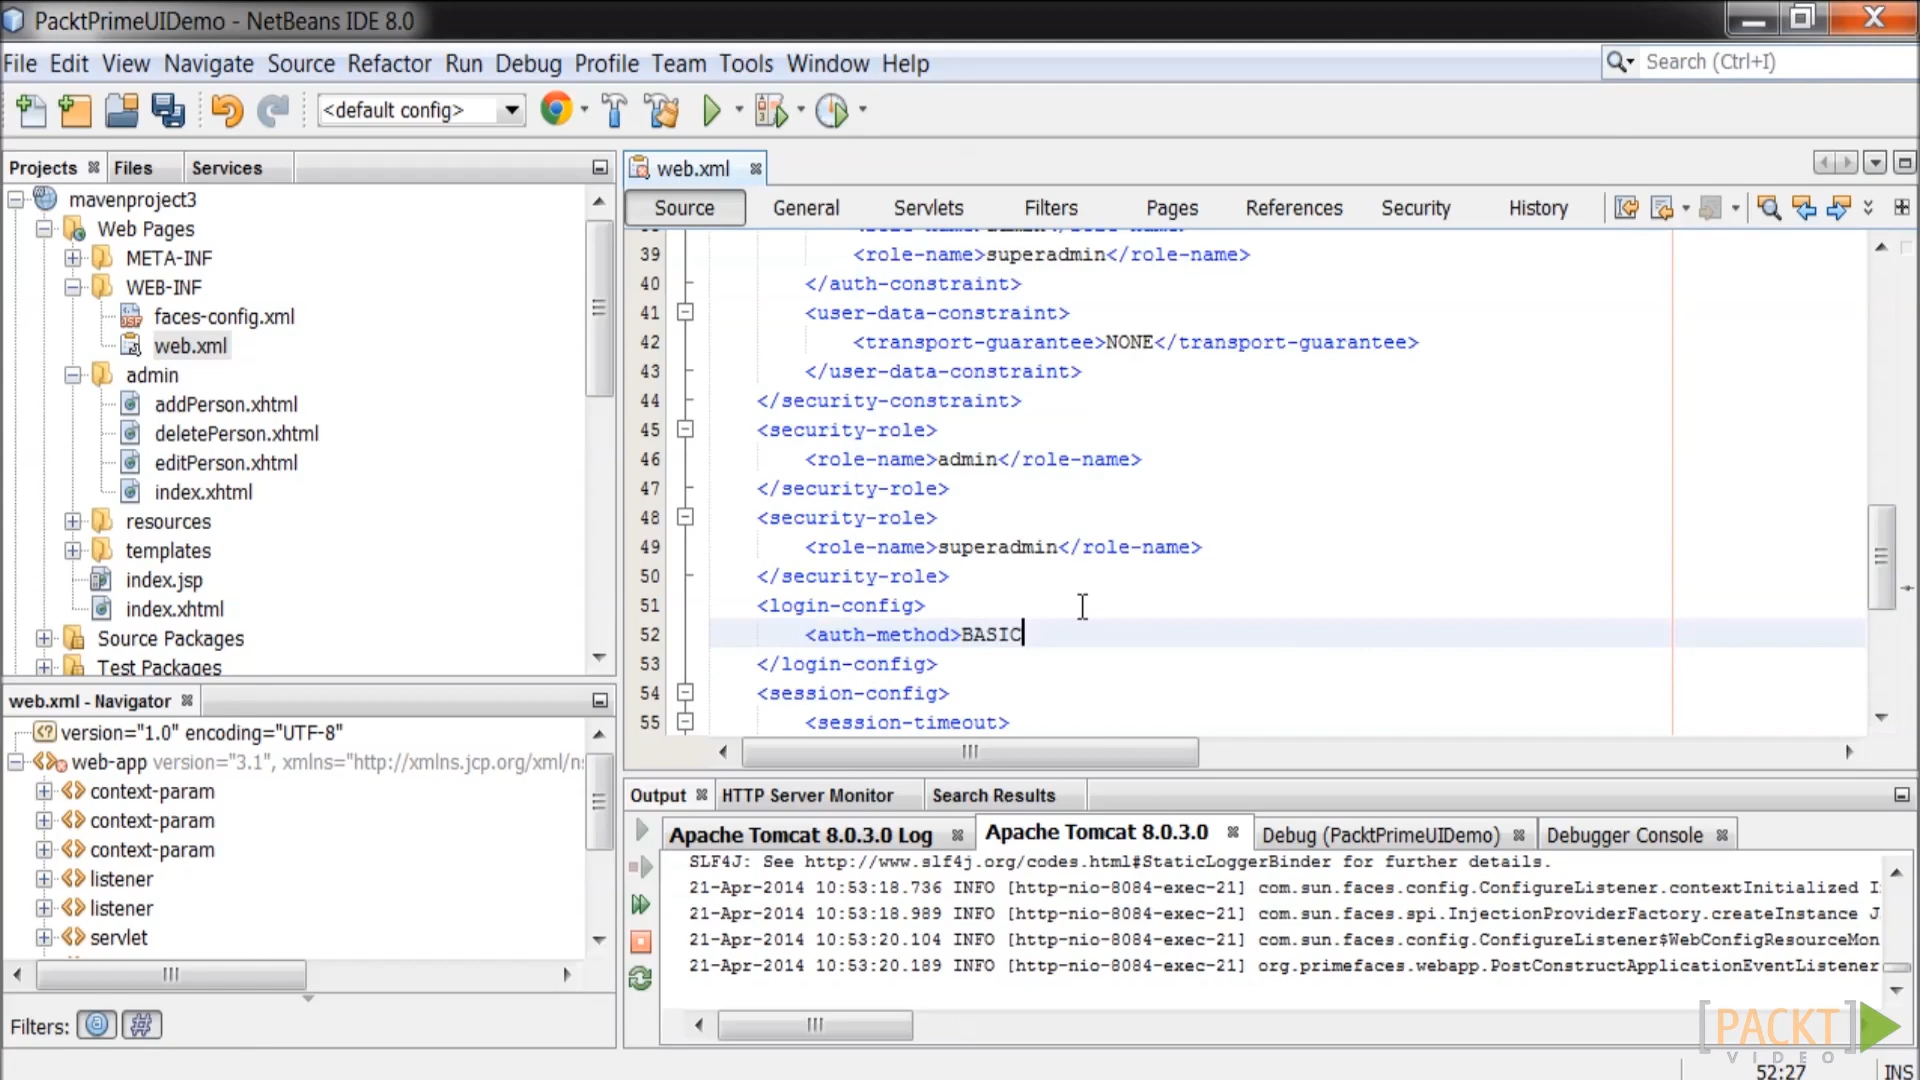 PacktPrimeUIDemo - NetBeans IDE 8.0
File Edit View Navigate Source Refactor Run Debug Profile Team Tools Window Help
Search (Ctrl+I)
<default config>
Projects Files Services
mavenproject3
Web Pages
META-INF
WEB-INF
faces-config.xml
web.xml
admin
addPerson.xhtml
deletePerson.xhtml
editPerson.xhtml
index.xhtml
resources
templates
index.jsp
index.xhtml
Source Packages
Test Packages
web.xml - Navigator
version="1.0" encoding="UTF-8"
web-app version="3.1", xmlns="http://xmlns.jcp.org/xml/n
context-param
context-param
context-param
listener
listener
servlet
Filters:
web.xml
Source General Servlets Filters Pages References Security History
39 <role-name>superadmin</role-name>
40 </auth-constraint>
41 <user-data-constraint>
42 <transport-guarantee>NONE</transport-guarantee>
43 </user-data-constraint>
44 </security-constraint>
45 <security-role>
46 <role-name>admin</role-name>
47 </security-role>
48 <security-role>
49 <role-name>superadmin</role-name>
50 </security-role>
51 <login-config>
52 <auth-method>BASIC
53 </login-config>
54 <session-config>
55 <session-timeout>
Output HTTP Server Monitor Search Results
Apache Tomcat 8.0.3.0 Log Apache Tomcat 8.0.3.0 Debug (PacktPrimeUIDemo) Debugger Console
SLF4J: See http://www.slf4j.org/codes.html#StaticLoggerBinder for further details.
21-Apr-2014 10:53:18.736 INFO [http-nio-8084-exec-21] com.sun.faces.config.ConfigureListener.contextInitialized I
21-Apr-2014 10:53:18.989 INFO [http-nio-8084-exec-21] com.sun.faces.spi.InjectionProviderFactory.createInstance J
21-Apr-2014 10:53:20.104 INFO [http-nio-8084-exec-21] com.sun.faces.config.ConfigureListener$WebConfigResourceMon
21-Apr-2014 10:53:20.189 INFO [http-nio-8084-exec-21] org.primefaces.webapp.PostConstructApplicationEventListener
[PACKT]
VIDEO
52:27 INS